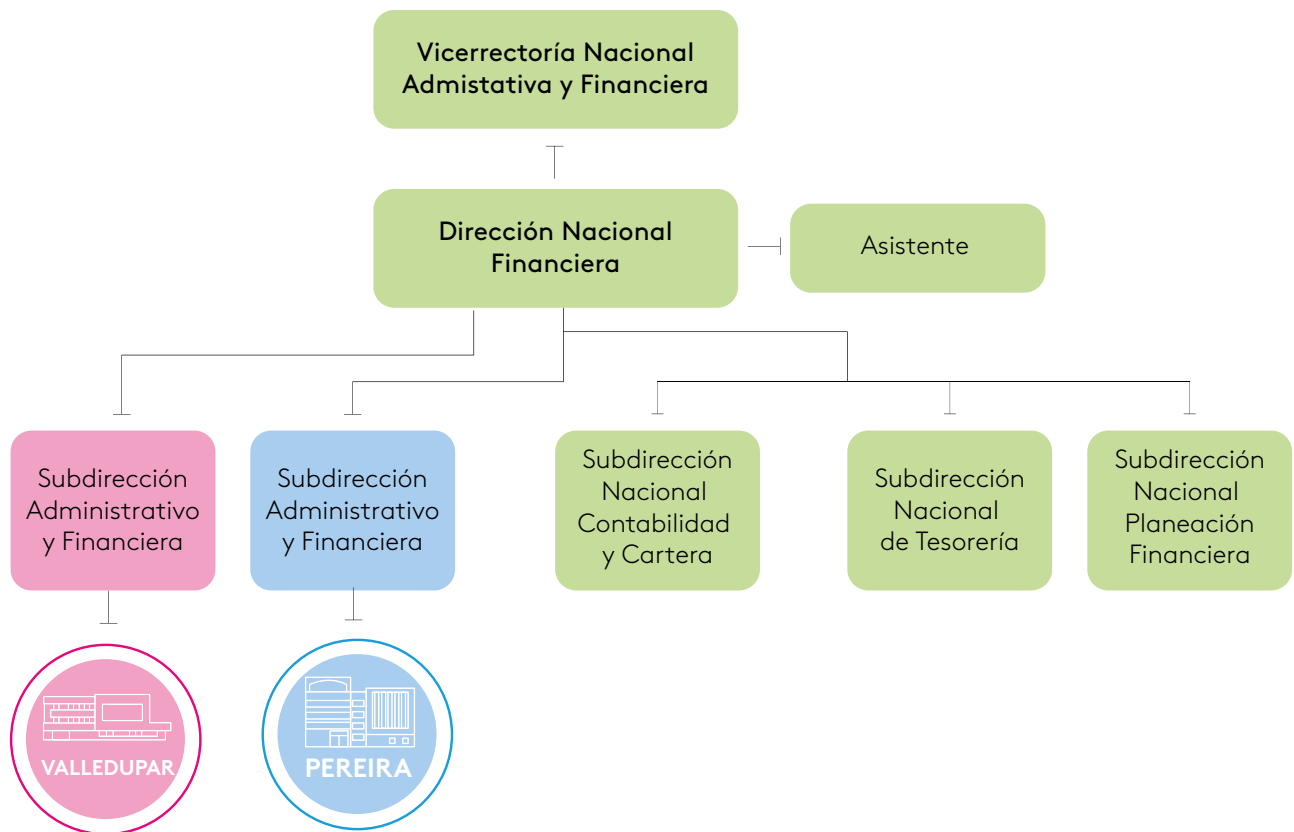 Vicerrectoría Nacional
Admistativa y Financiera
Dirección Nacional
Financiera
Asistente
Subdirección
Administrativo
y Financiera
Subdirección
Administrativo
y Financiera
Subdirección
Nacional
Contabilidad
y Cartera
Subdirección
Nacional
de Tesorería
Subdirección
Nacional
Planeación
Financiera
VALLEDUPAR
PEREIRA